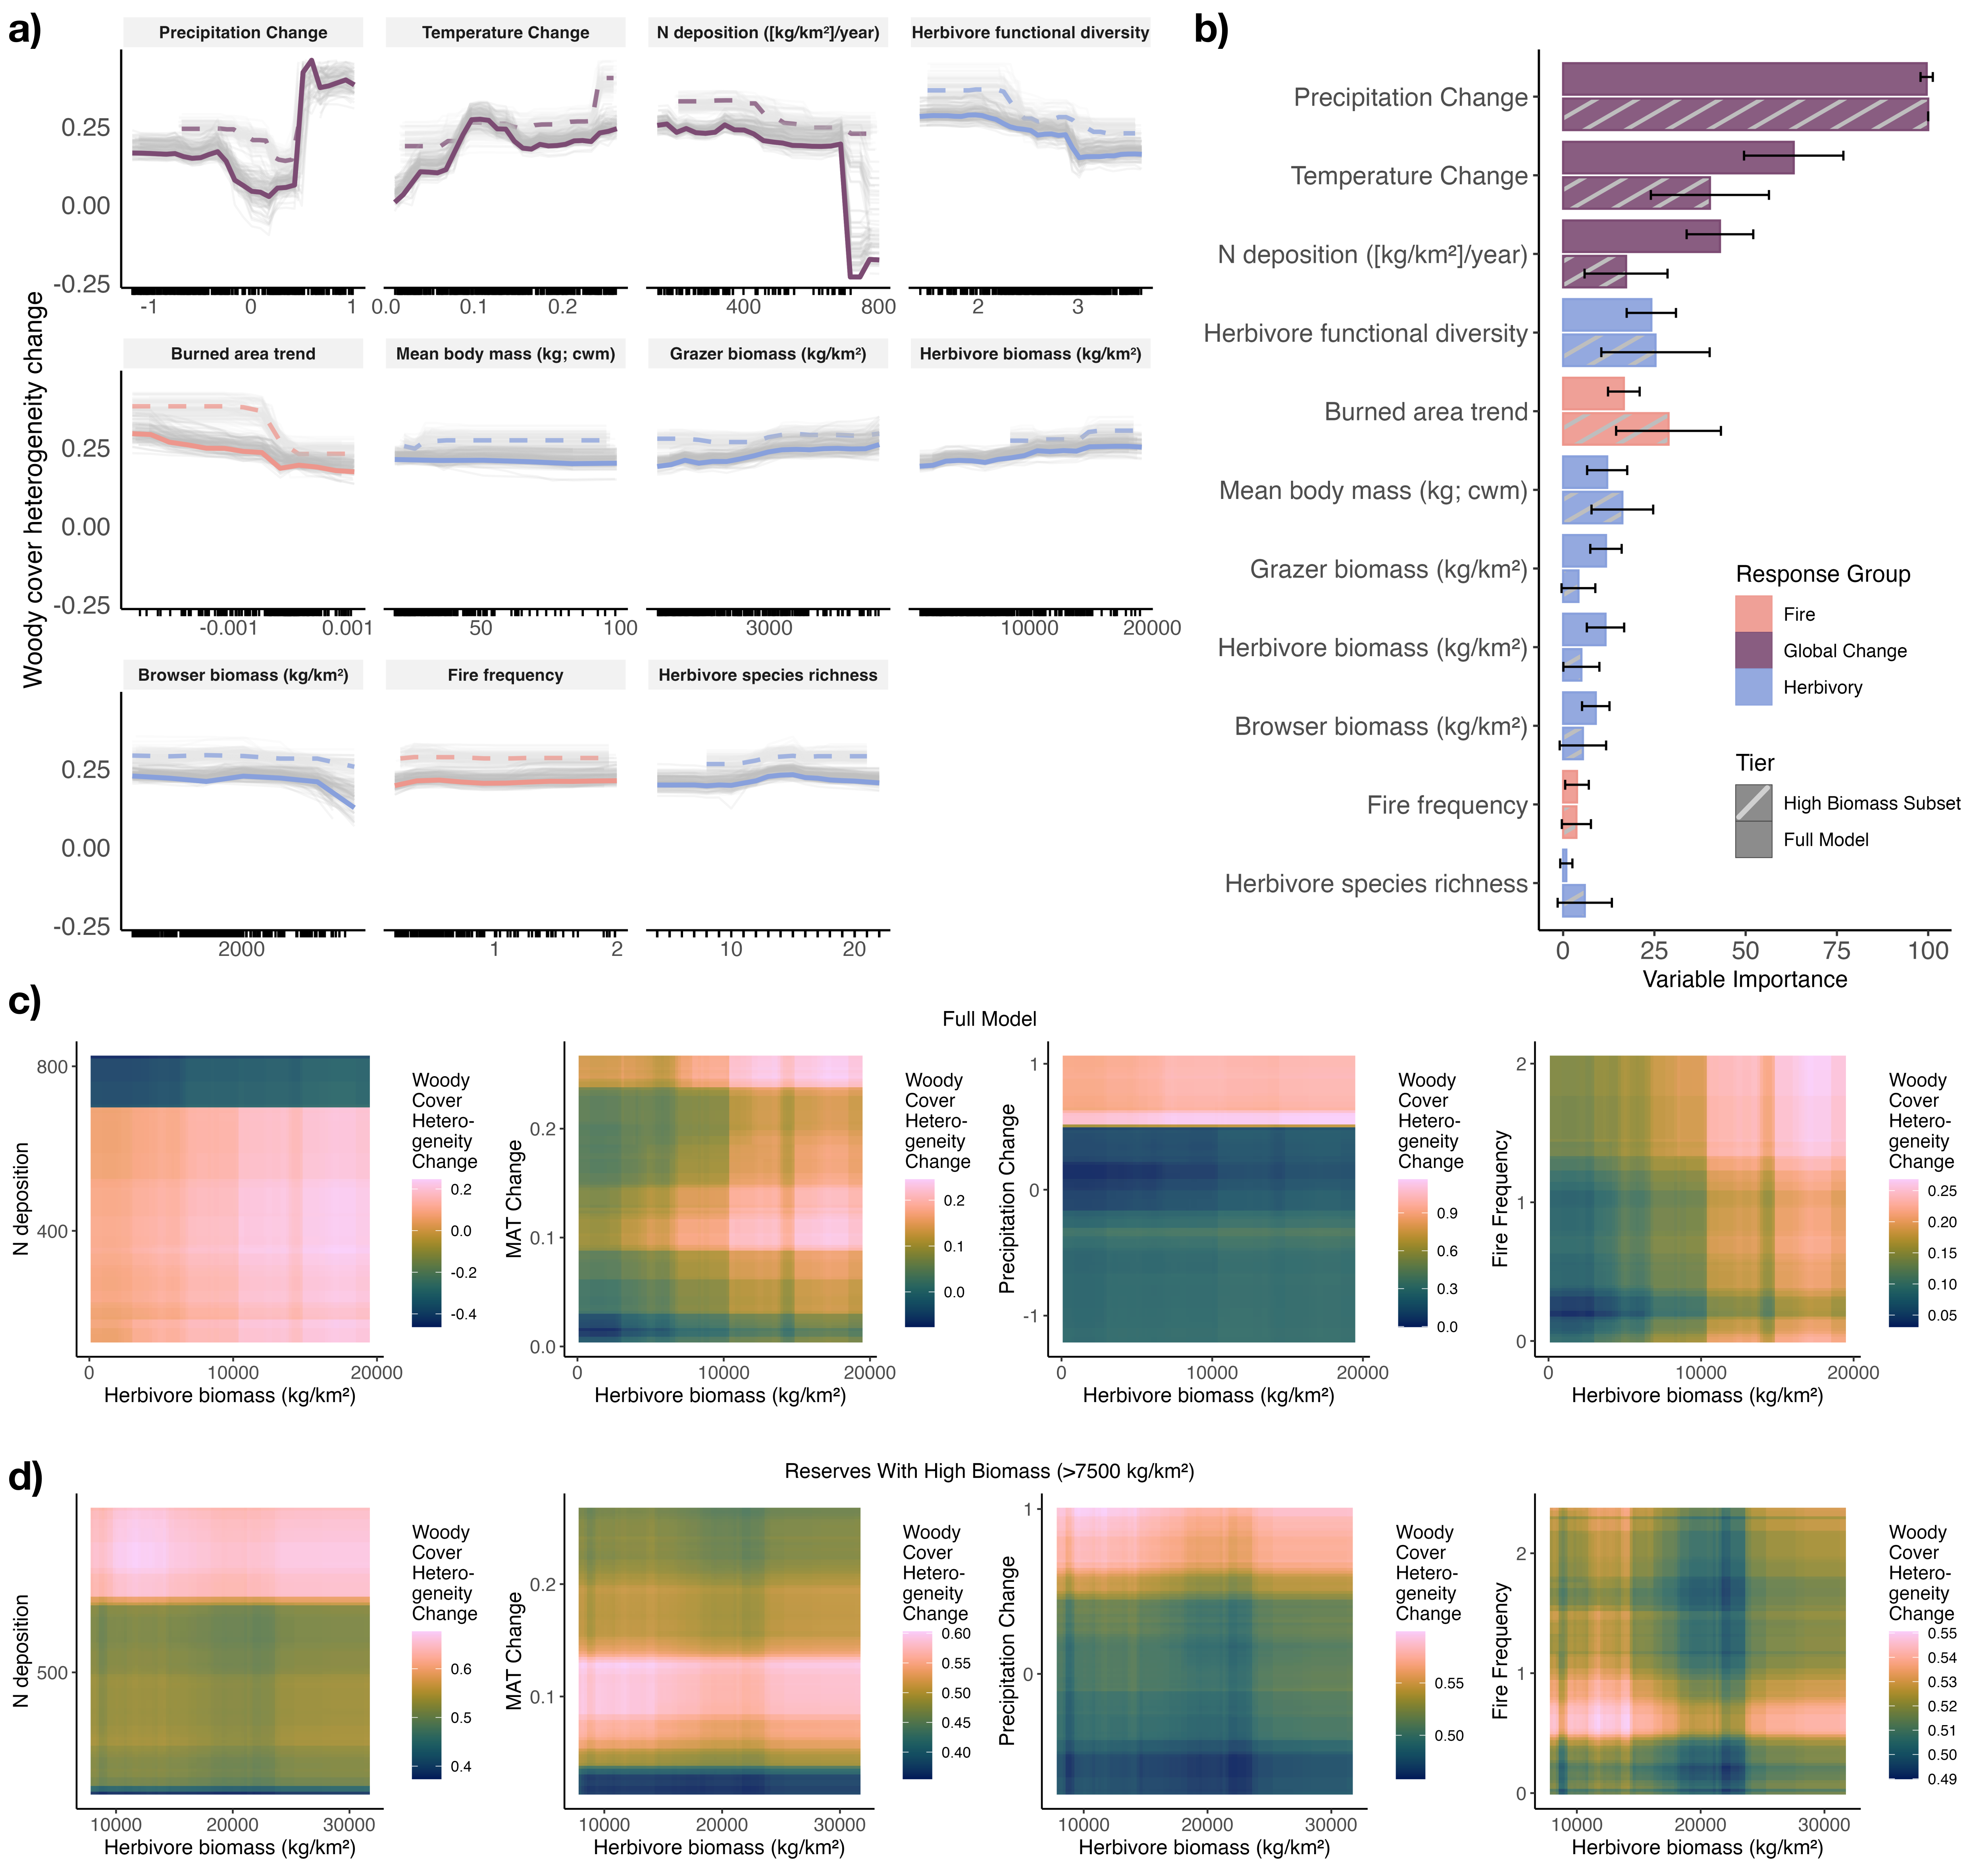 a)
Precipitation Change
Temperature Change
N deposition ([kg/km²]/year)
Herbivore functional diversity
0.25
0.00
-0.25
-1
0
1
0.0
0.1
0.2
400
800
2
3
Burned area trend
Mean body mass (kg; cwm)
Grazer biomass (kg/km²)
Herbivore biomass (kg/km²)
Woody cover heterogeneity change
0.25
0.00
-0.25
-0.001
0.001
50
100
3000
10000
20000
Browser biomass (kg/km²)
Fire frequency
Herbivore species richness
0.25
0.00
-0.25
2000
1
2
10
20
b)
Precipitation Change
Temperature Change
N deposition ([kg/km²]/year)
Herbivore functional diversity
Burned area trend
Mean body mass (kg; cwm)
Grazer biomass (kg/km²)
Herbivore biomass (kg/km²)
Browser biomass (kg/km²)
Fire frequency
Herbivore species richness
0
25
50
75
100
Variable Importance
Response Group
Fire
Global Change
Herbivory
Tier
High Biomass Subset
Full Model
c)
Full Model
N deposition
800
400
0
10000
20000
Herbivore biomass (kg/km²)
Woody
Cover
Hetero-
geneity
Change
0.2
0.0
-0.2
-0.4
MAT Change
0.2
0.1
0.0
0
10000
20000
Herbivore biomass (kg/km²)
Woody
Cover
Hetero-
geneity
Change
0.2
0.1
0.0
Precipitation Change
1
0
-1
0
10000
20000
Herbivore biomass (kg/km²)
Woody
Cover
Hetero-
geneity
Change
0.9
0.6
0.3
0.0
Fire Frequency
2
1
0
0
10000
20000
Herbivore biomass (kg/km²)
Woody
Cover
Hetero-
geneity
Change
0.25
0.20
0.15
0.10
0.05
d)
Reserves With High Biomass (>7500 kg/km²)
N deposition
500
10000
20000
30000
Herbivore biomass (kg/km²)
Woody
Cover
Hetero-
geneity
Change
0.6
0.5
0.4
MAT Change
0.2
0.1
10000
20000
30000
Herbivore biomass (kg/km²)
Woody
Cover
Hetero-
geneity
Change
0.60
0.55
0.50
0.45
0.40
Precipitation Change
1
0
10000
20000
30000
Herbivore biomass (kg/km²)
Woody
Cover
Hetero-
geneity
Change
0.55
0.50
Fire Frequency
2
1
0
10000
20000
30000
Herbivore biomass (kg/km²)
Woody
Cover
Hetero-
geneity
Change
0.55
0.54
0.53
0.52
0.51
0.50
0.49